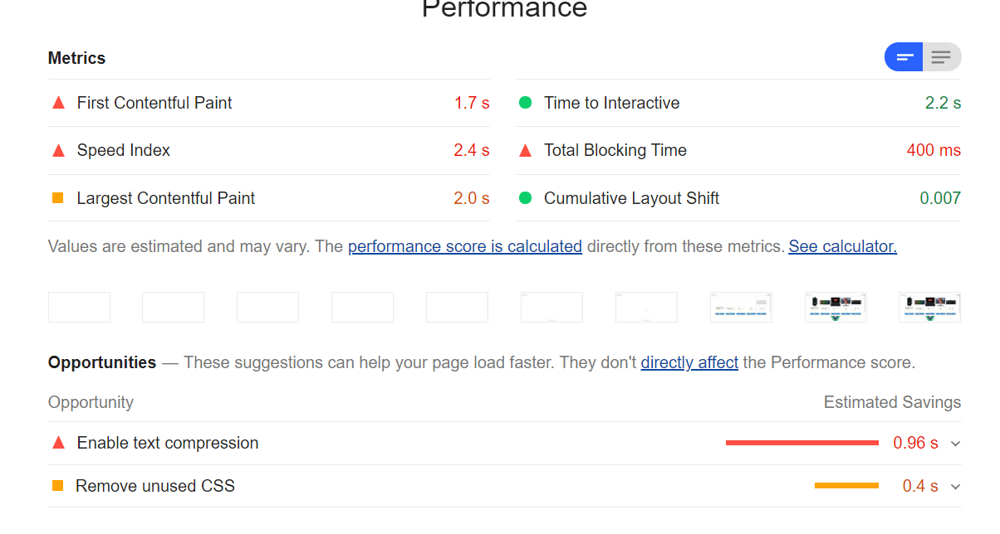 Performance
Metrics
First Contentful Paint 1.7 s
Time to Interactive 2.2 s
Speed Index 2.4 s
Total Blocking Time 400 ms
Largest Contentful Paint 2.0 s
Cumulative Layout Shift 0.007
Values are estimated and may vary. The performance score is calculated directly from these metrics. See calculator.
Opportunities — These suggestions can help your page load faster. They don't directly affect the Performance score.
Opportunity Estimated Savings
Enable text compression 0.96 s
Remove unused CSS 0.4 s